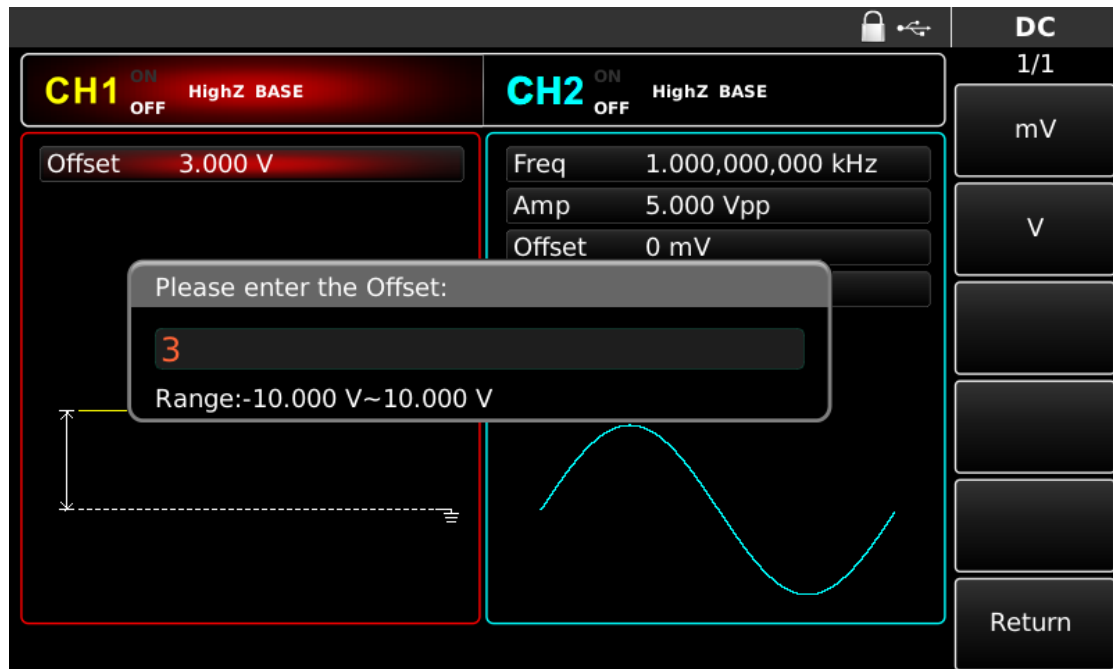 DC
1/1
CH1 ON OFF HighZ BASE
CH2 ON OFF HighZ BASE
Offset 3.000 V
Freq 1.000,000,000 kHz
Amp 5.000 Vpp
Offset 0 mV
Please enter the Offset:
3
Range:-10.000 V~10.000 V
mV
V
Return